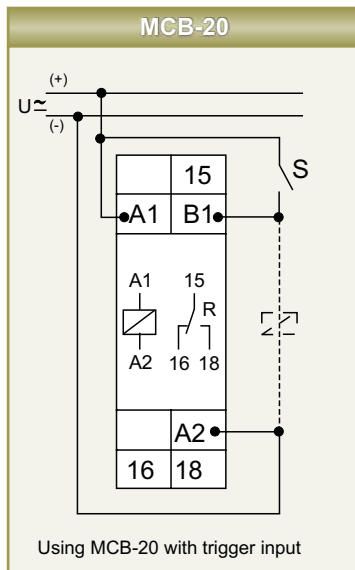 MCB-20
(+)
U≃
(-)
S
15
A1 B1
A1 15
R
A2 16 18
A2
16 18
Using MCB-20 with trigger input